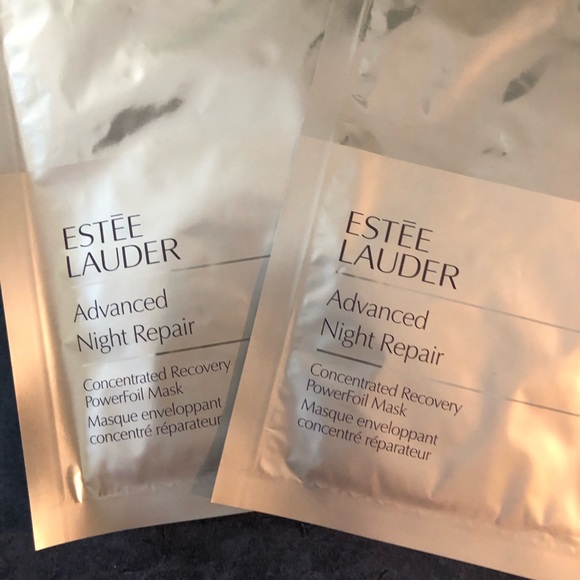 ESTĒE
LAUDER
Advanced
Night Repair
Concentrated Recovery
PowerFoil Mask
Masque enveloppant
concentré réparateur
ESTĒE
LAUDER
Advanced
Night Repair
Concentrated Recovery
PowerFoil Mask
Masque enveloppant
concentré réparateur